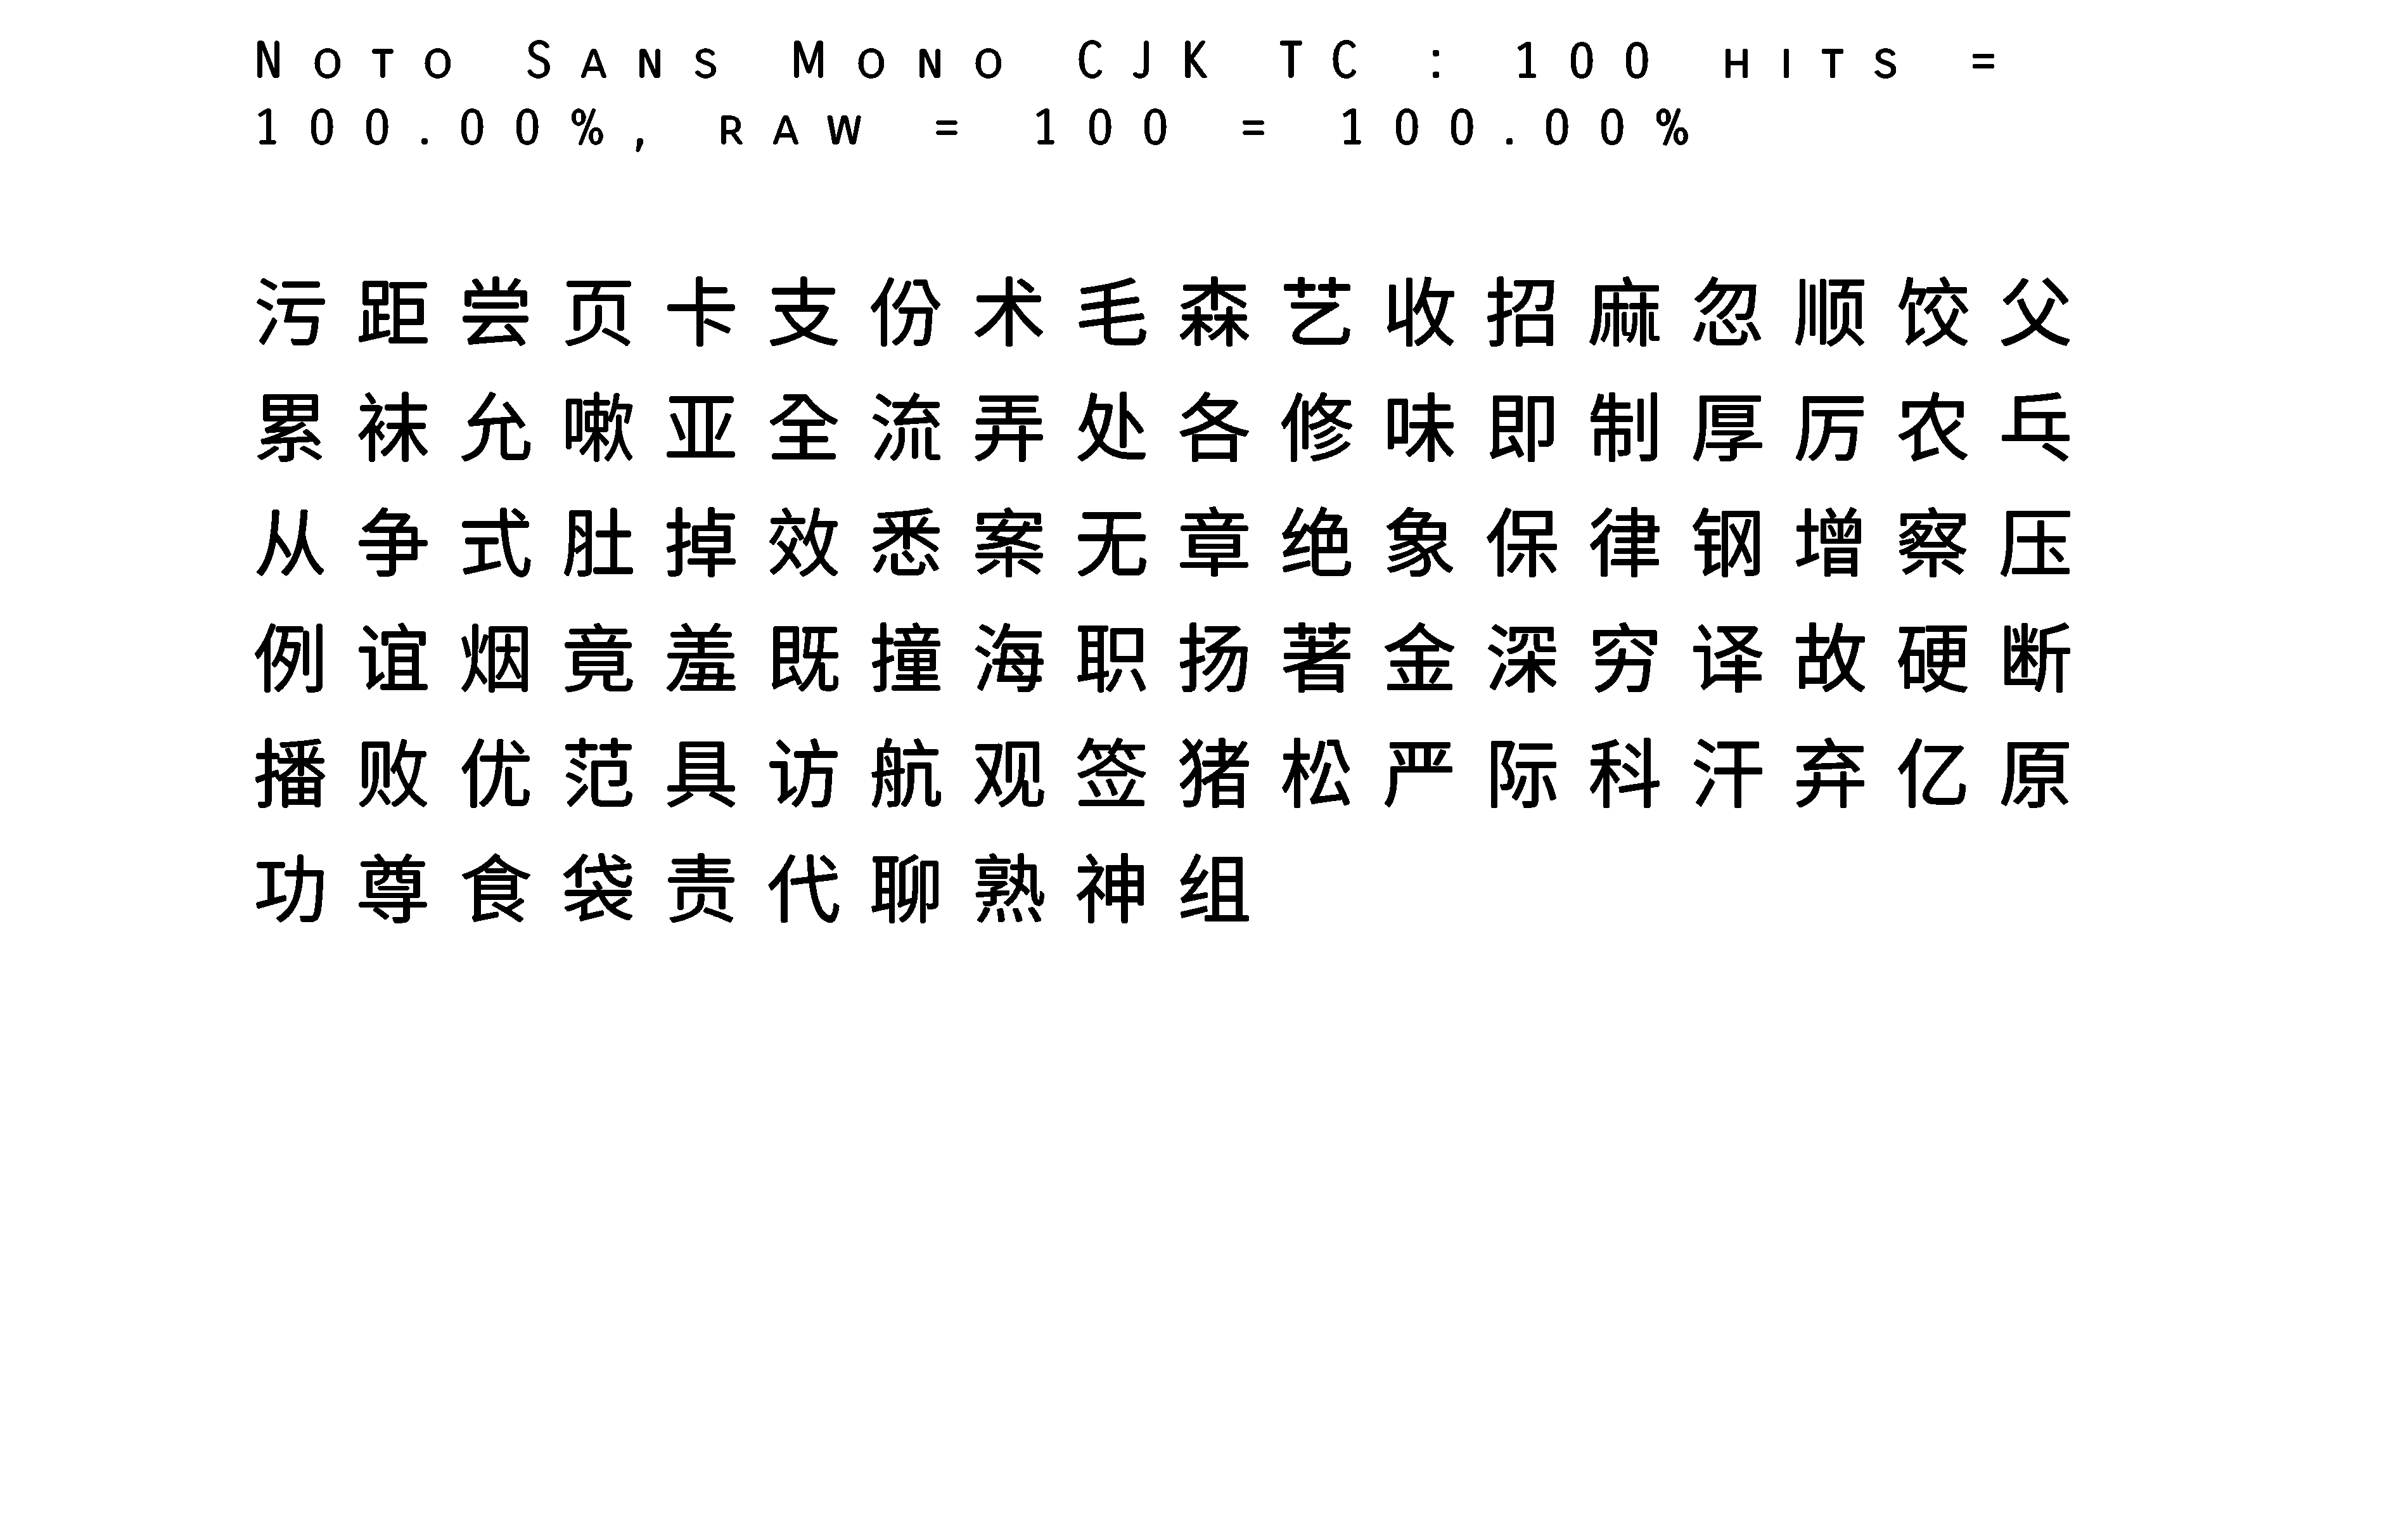 Noto Sans Mono CJK TC : 100 hits =
100.00%, raw = 100 = 100.00%
污距尝页卡支份术毛森艺收招麻忽顺饺父
累袜允嗽亚全流弄处各修味即制厚厉农乓
从争式肚掉效悉案无章绝象保律钢增察压
例谊烟竟羞既撞海职扬著金深穷译故硬断
播败优范具访航观签猪松严际科汗弃亿原
功尊食袋责代聊熟神组